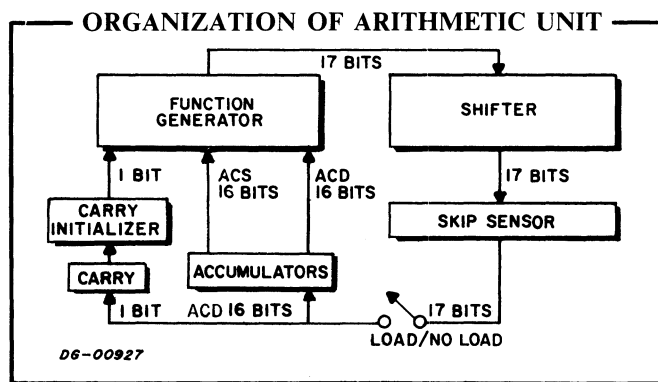 ORGANIZATION OF ARITHMETIC UNIT
17 BITS
FUNCTION
GENERATOR
SHIFTER
1 BIT
ACS
16 BITS
ACD
16 BITS
17 BITS
CARRY
INITIALIZER
SKIP SENSOR
CARRY
ACCUMULATORS
1 BIT
ACD 16 BITS
17 BITS
LOAD/NO LOAD
DG-00927